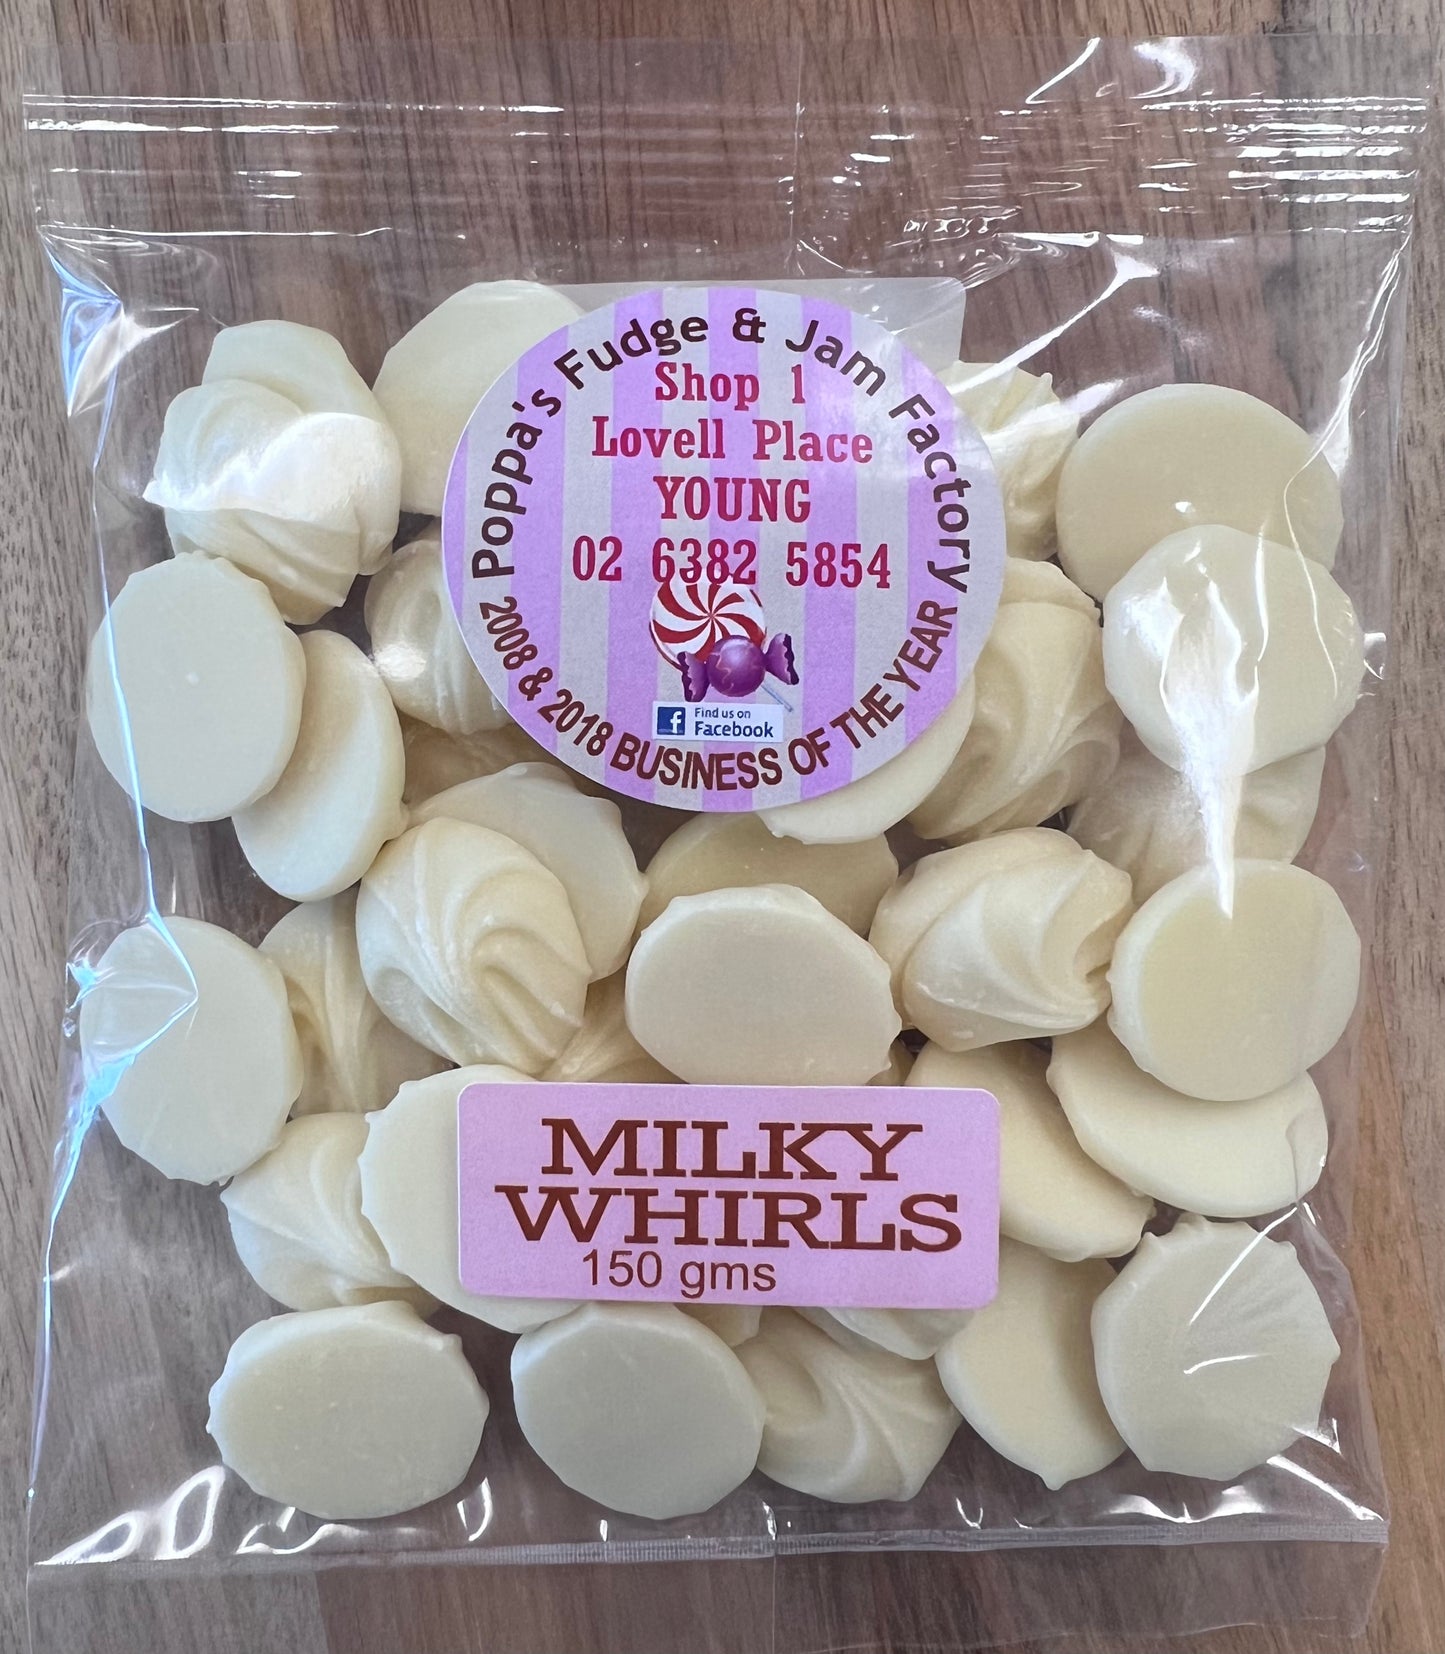 Poppa's Fudge & Jam Factory
Shop 1
Lovell Place
YOUNG
02 6382 5854
Find us on
Facebook
2008 & 2018 BUSINESS OF THE YEAR
MILKY
WHIRLS
150 gms